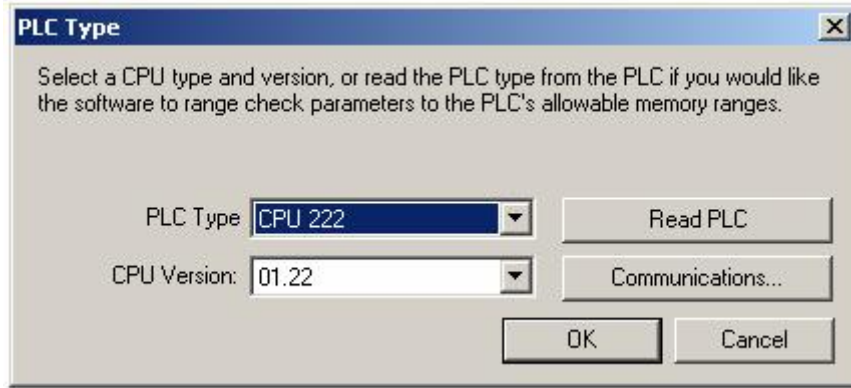 PLC Type
Select a CPU type and version, or read the PLC type from the PLC if you would like
the software to range check parameters to the PLC's allowable memory ranges.
PLC Type CPU 222 Read PLC
CPU Version: 01.22 Communications...
OK Cancel